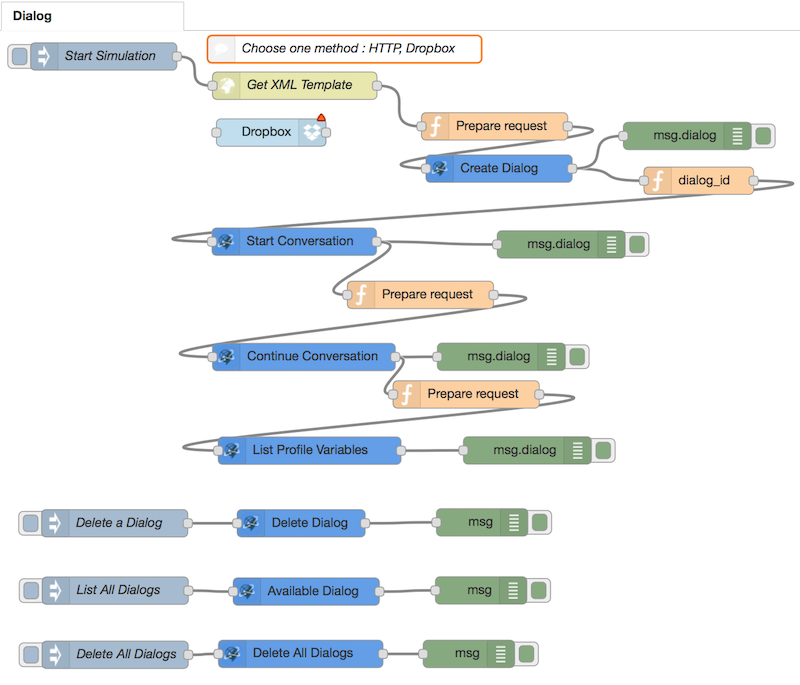 Dialog
Choose one method : HTTP, Dropbox
Start Simulation
Get XML Template
Dropbox
Prepare request
msg.dialog
Create Dialog
dialog_id
Start Conversation
msg.dialog
Prepare request
Continue Conversation
msg.dialog
Prepare request
List Profile Variables
msg.dialog
Delete a Dialog
Delete Dialog
msg
List All Dialogs
Available Dialog
msg
Delete All Dialogs
Delete All Dialogs
msg